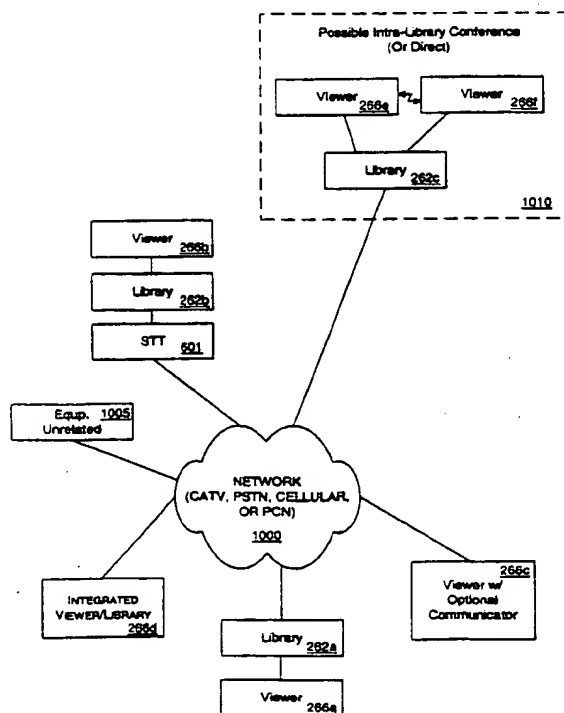 Possible Intra-Library Conference
(Or Direct)
Viewer
266e
Viewer
266f
Library
262c
1010
Viewer
266b
Library
262b
STT
601
Equp. 1005
Unrelated
NETWORK
(CATV, PSTN, CELLULAR,
OR PCN)
1000
INTEGRATED
VIEWER/LIBRARY
266d
266c
Viewer w/
Optional
Communicator
Library
262a
Viewer
266a